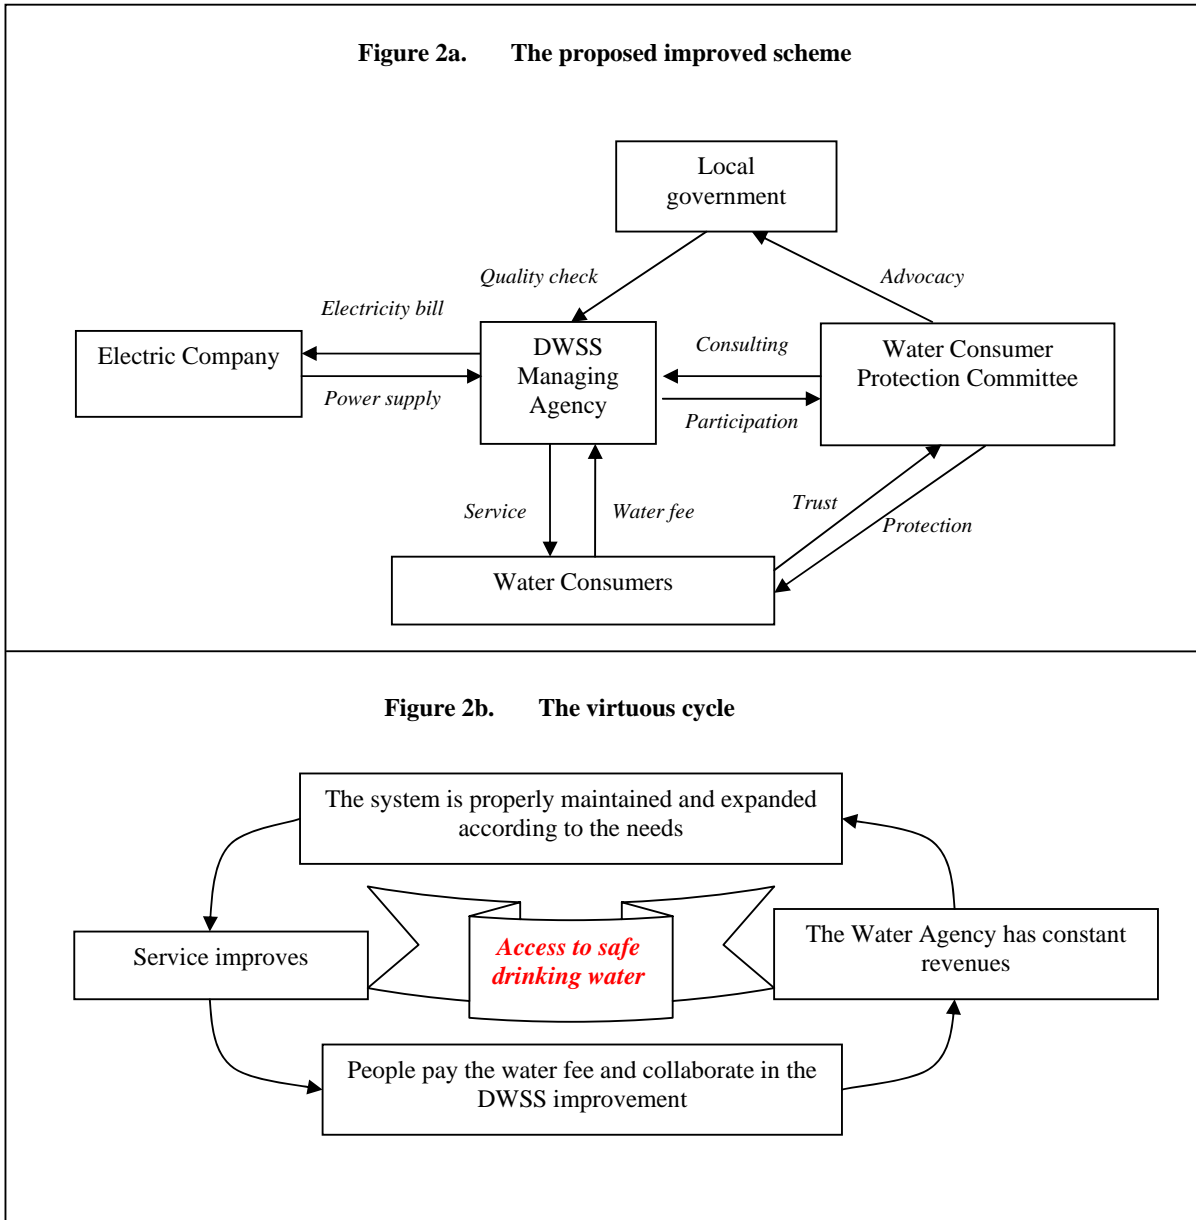 Figure 2a. The proposed improved scheme
Local
government
Quality check
Advocacy
Electricity bill
Electric Company
Power supply
DWSS
Managing
Agency
Consulting
Participation
Water Consumer
Protection Committee
Service
Water fee
Trust
Protection
Water Consumers
Figure 2b. The virtuous cycle
The system is properly maintained and expanded
according to the needs
Service improves
Access to safe
drinking water
The Water Agency has constant
revenues
People pay the water fee and collaborate in the
DWSS improvement